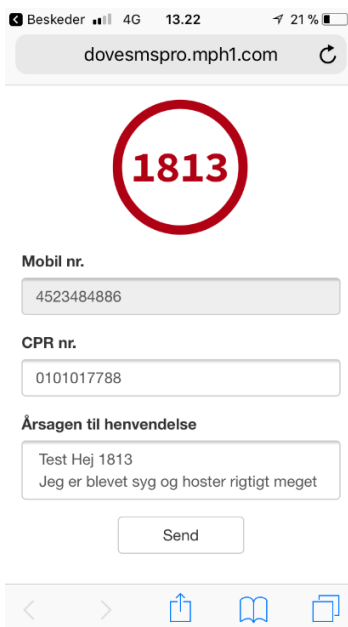 Beskeder 4G 13.22 21 %
dovesmspro.mph1.com
1813
Mobil nr.
4523484886
CPR nr.
0101017788
Årsagen til henvendelse
Test Hej 1813
Jeg er blevet syg og hoster rigtigt meget
Send